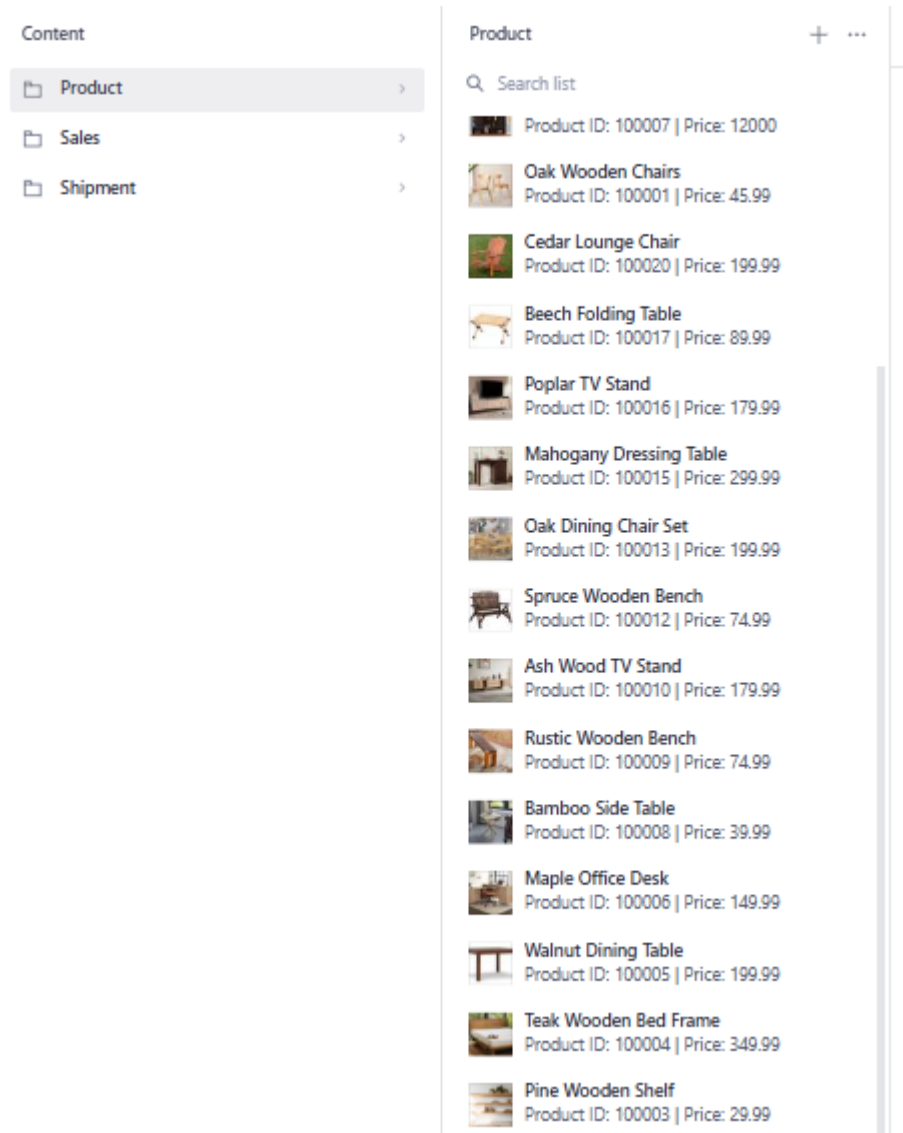 Content
Product
Sales
Shipment
Product
Search list
Product ID: 100007 | Price: 12000
Oak Wooden Chairs
Product ID: 100001 | Price: 45.99
Cedar Lounge Chair
Product ID: 100020 | Price: 199.99
Beech Folding Table
Product ID: 100017 | Price: 89.99
Poplar TV Stand
Product ID: 100016 | Price: 179.99
Mahogany Dressing Table
Product ID: 100015 | Price: 299.99
Oak Dining Chair Set
Product ID: 100013 | Price: 199.99
Spruce Wooden Bench
Product ID: 100012 | Price: 74.99
Ash Wood TV Stand
Product ID: 100010 | Price: 179.99
Rustic Wooden Bench
Product ID: 100009 | Price: 74.99
Bamboo Side Table
Product ID: 100008 | Price: 39.99
Maple Office Desk
Product ID: 100006 | Price: 149.99
Walnut Dining Table
Product ID: 100005 | Price: 199.99
Teak Wooden Bed Frame
Product ID: 100004 | Price: 349.99
Pine Wooden Shelf
Product ID: 100003 | Price: 29.99